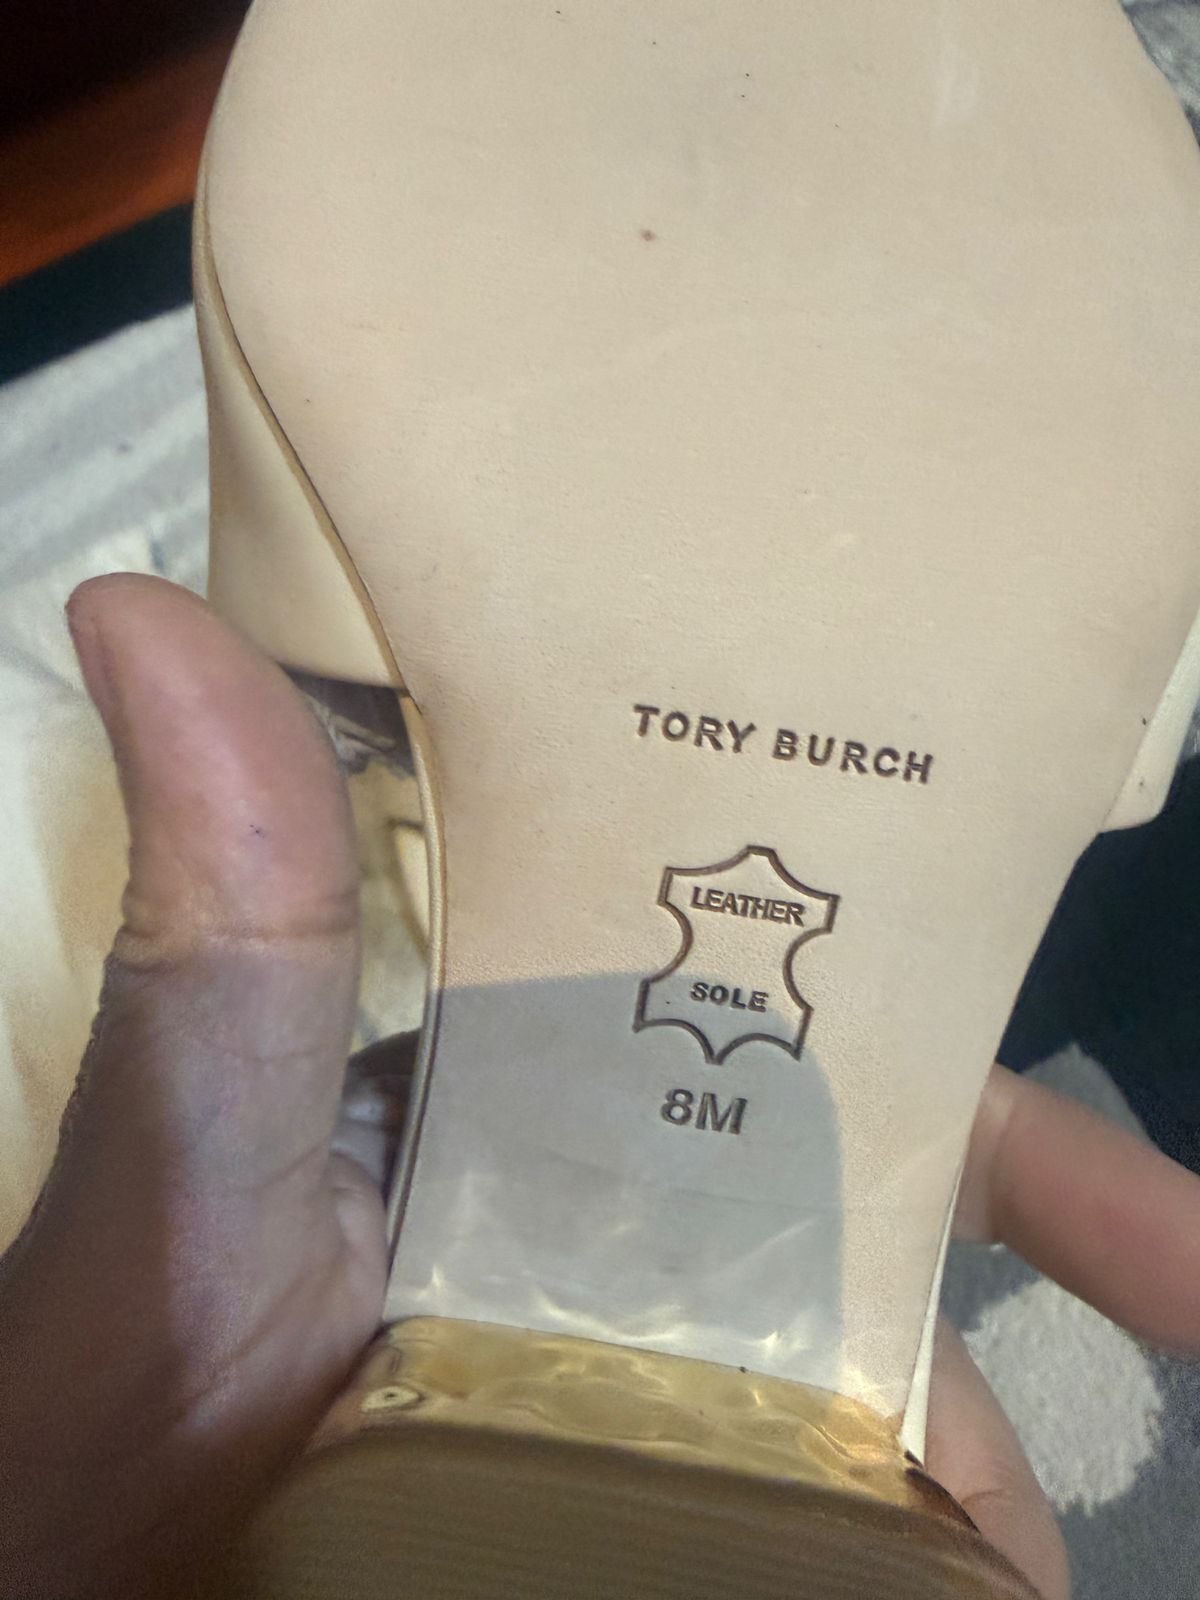 TORY BURCH
LEATHER
SOLE
8M